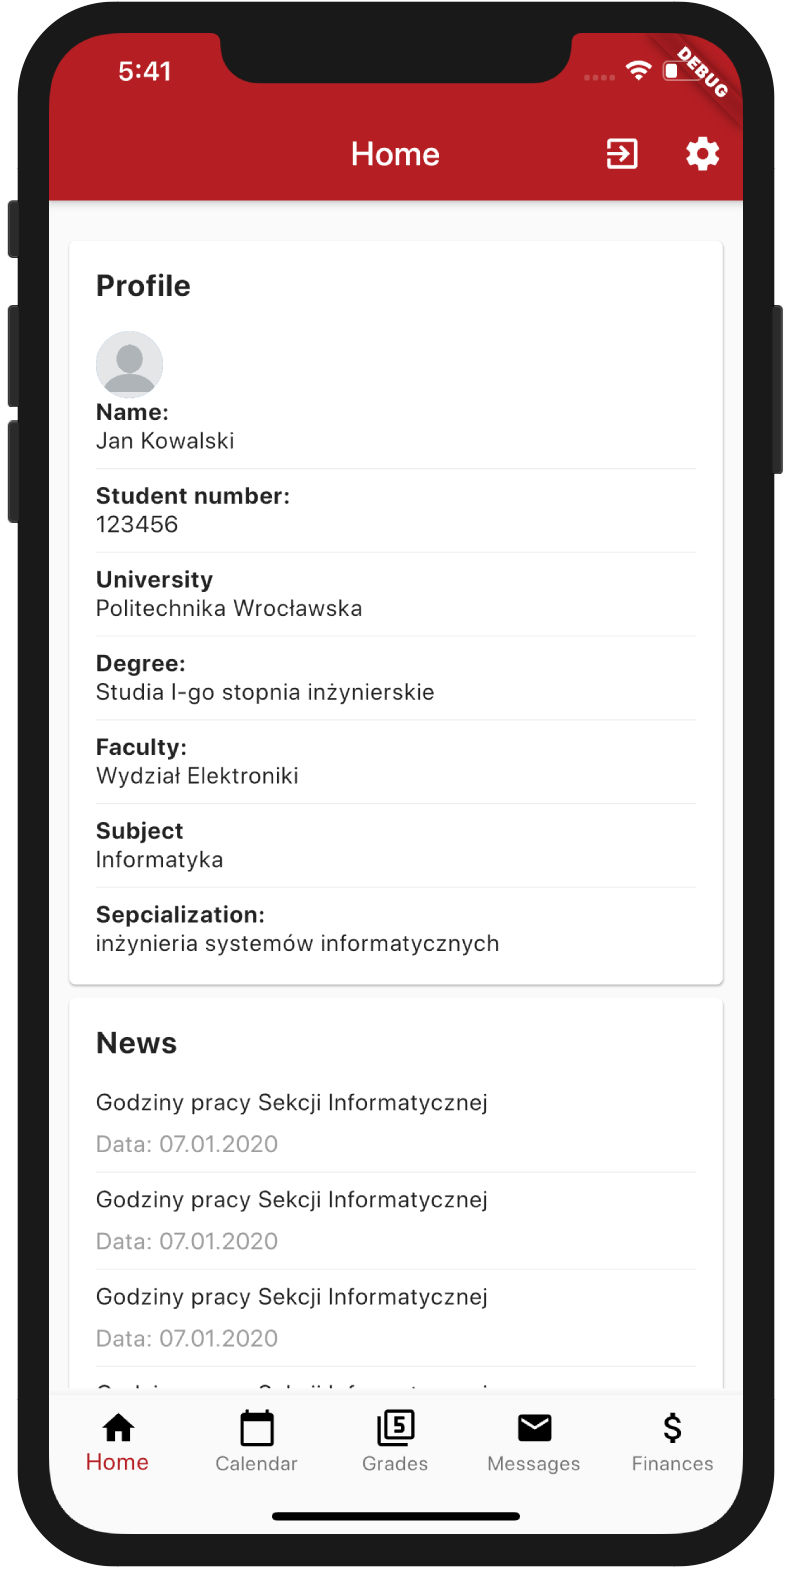 5:41
DEBUG
Home
Profile
Name:
Jan Kowalski
Student number:
123456
University
Politechnika Wrocławska
Degree:
Studia I-go stopnia inżynierskie
Faculty:
Wydział Elektroniki
Subject
Informatyka
Sepcialization:
inżynieria systemów informatycznych
News
Godziny pracy Sekcji Informatycznej
Data: 07.01.2020
Godziny pracy Sekcji Informatycznej
Data: 07.01.2020
Godziny pracy Sekcji Informatycznej
Data: 07.01.2020
5
Home Calendar Grades Messages Finances